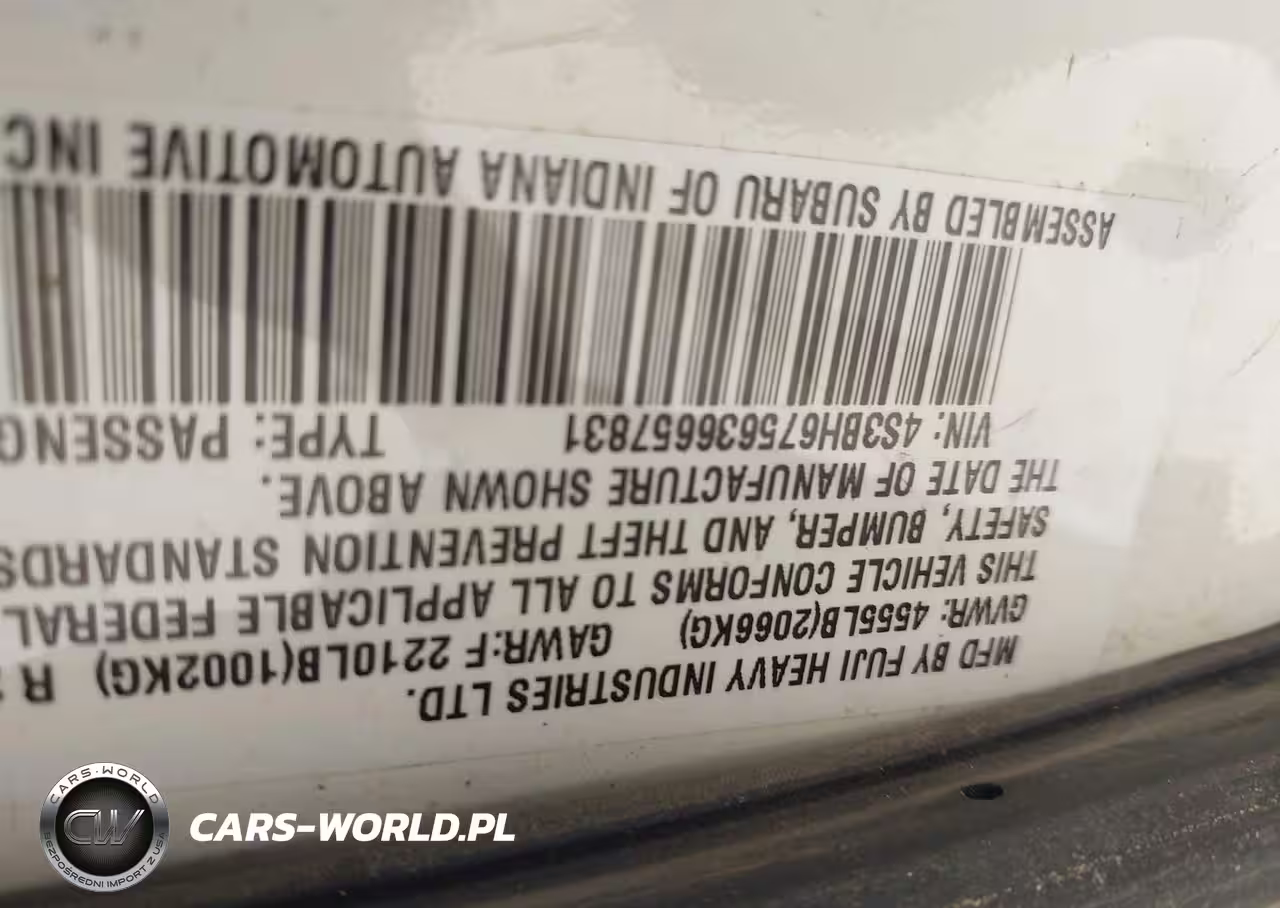 MFD BY FUJI HEAVY INDUSTRIES LTD.
GVWR: 4555LB(2066KG) GAWR:F 2210LB(1002KG) R
THIS VEHICLE CONFORMS TO ALL APPLICABLE FEDERAL
SAFETY, BUMPER, AND THEFT PREVENTION STANDARDS
THE DATE OF MANUFACTURE SHOWN ABOVE.
VIN: 4S3BH675636657831 TYPE: PASSENG
ASSEMBLED BY SUBARU OF INDIANA AUTOMOTIVE INC
CARS-WORLD
CW
BEZPOŚREDNI IMPORT Z USA
CARS-WORLD.PL